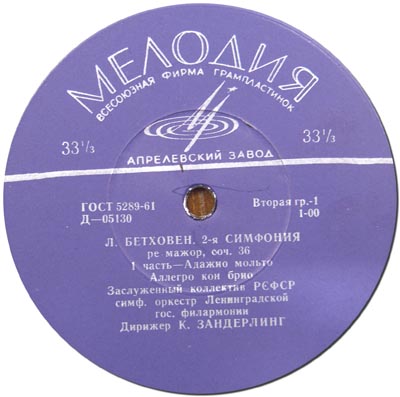 МЕЛОДИЯ
ВСЕСОЮЗНАЯ ФИРМА ГРАМПЛАСТИНОК
33⅓ 33⅓
АПРЕЛЕВСКИЙ ЗАВОД
ГОСТ 5289-61 Вторая гр.-1
Д—05130 1-00
Л. БЕТХОВЕН. 2-я СИМФОНИЯ
ре мажор, соч. 36
1 часть—Адажио мольто
Аллегро кон брио
Заслуженный коллектив РСФСР
симф. оркестр Ленинградской
гос. филармонии
Дирижер К. ЗАНДЕРЛИНГ